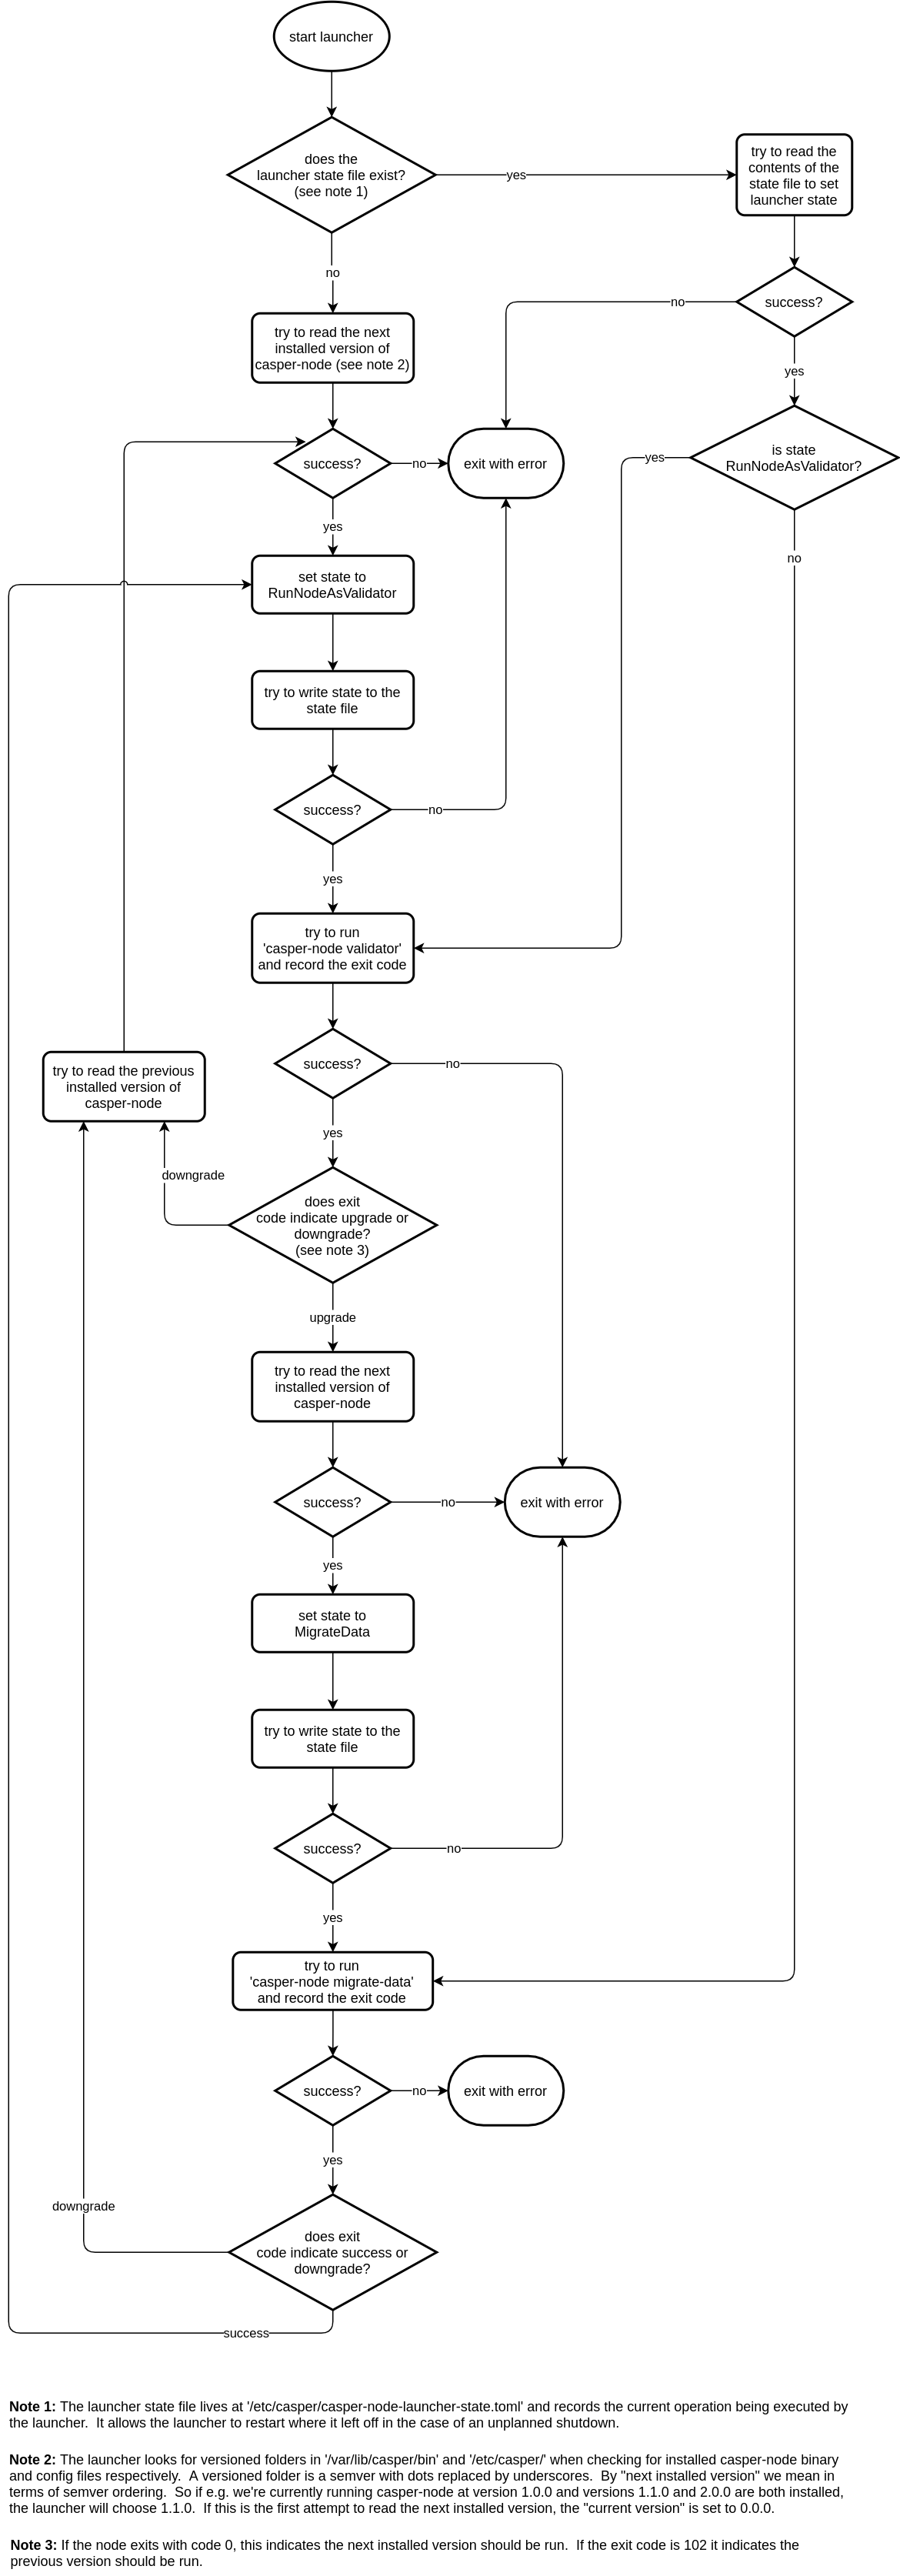 start launcher
does the
launcher state file exist?
(see note 1)
yes
try to read the
contents of the
state file to set
launcher state
no
success?
no
yes
try to read the next
installed version of
casper-node (see note 2)
is state
RunNodeAsValidator?
yes
no
success?
no
exit with error
yes
set state to
RunNodeAsValidator
try to write state to the
state file
success?
no
yes
try to run
'casper-node validator'
and record the exit code
success?
no
yes
try to read the previous
installed version of
casper-node
downgrade
does exit
code indicate upgrade or
downgrade?
(see note 3)
upgrade
try to read the next
installed version of
casper-node
success?
no
exit with error
yes
set state to
MigrateData
try to write state to the
state file
success?
no
yes
try to run
'casper-node migrate-data'
and record the exit code
success?
no
exit with error
yes
downgrade
does exit
code indicate success or
downgrade?
success
Note 1: The launcher state file lives at '/etc/casper/casper-node-launcher-state.toml' and records the current operation being executed by
the launcher.  It allows the launcher to restart where it left off in the case of an unplanned shutdown.
Note 2: The launcher looks for versioned folders in '/var/lib/casper/bin' and '/etc/casper/' when checking for installed casper-node binary
and config files respectively.  A versioned folder is a semver with dots replaced by underscores.  By "next installed version" we mean in
terms of semver ordering.  So if e.g. we're currently running casper-node at version 1.0.0 and versions 1.1.0 and 2.0.0 are both installed,
the launcher will choose 1.1.0.  If this is the first attempt to read the next installed version, the "current version" is set to 0.0.0.
Note 3: If the node exits with code 0, this indicates the next installed version should be run.  If the exit code is 102 it indicates the
previous version should be run.